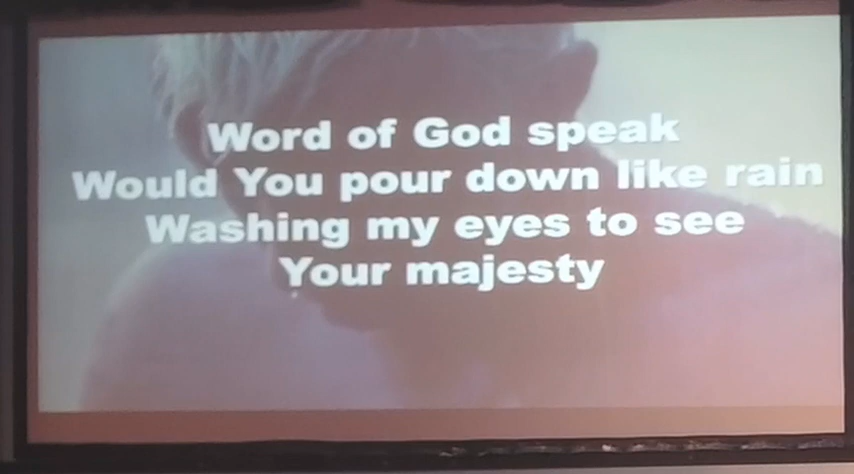 Word of God speak
Would You pour down like rain
Washing my eyes to see
Your majesty